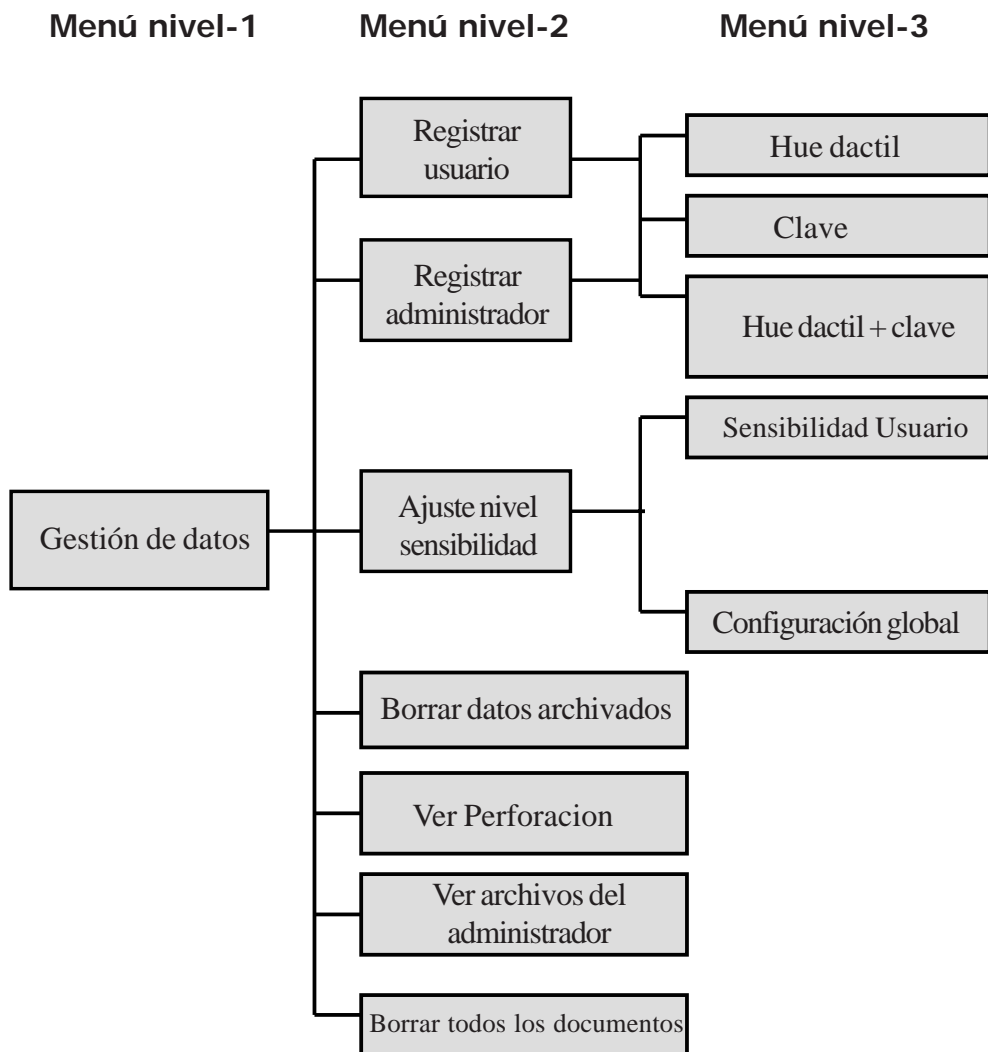 Menú nivel-1
Menú nivel-2
Menú nivel-3
Registrar
usuario
Hue dactil
Clave
Registrar
administrador
Hue dactil + clave
Sensibilidad Usuario
Gestión de datos
Ajuste nivel
sensibilidad
Configuración global
Borrar datos archivados
Ver Perforacion
Ver archivos del
administrador
Borrar todos los documentos